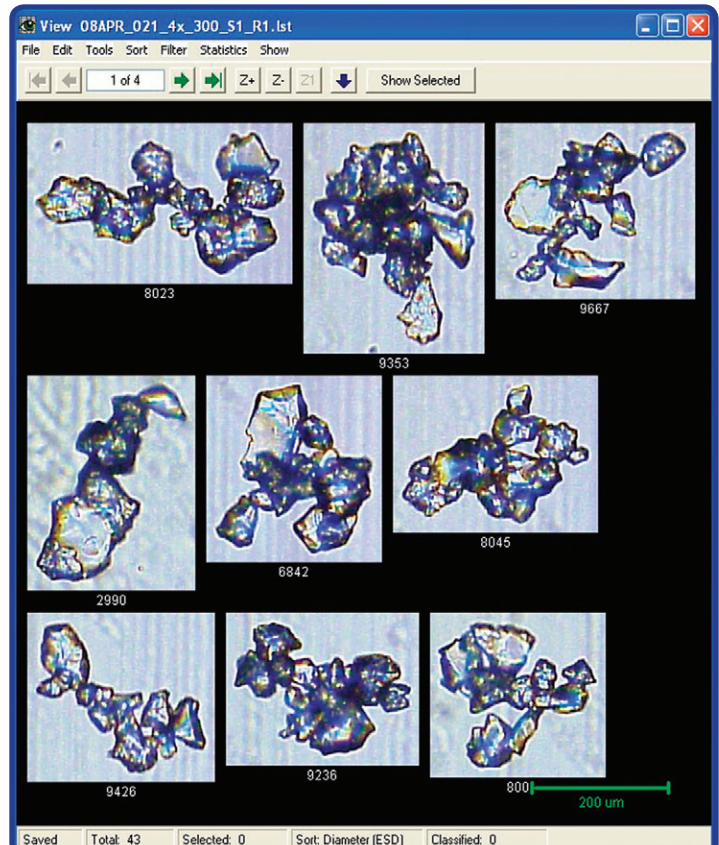 View 08APR_021_4x_300_S1_R1.lst
File Edit Tools Sort Filter Statistics Show
1 of 4 Z+ Z- Z1 Show Selected
8023
9353
9667
2990
6842
8045
9426
9236
800
200 um
Saved Total: 43 Selected: 0 Sort: Diameter (ESD) Classified: 0